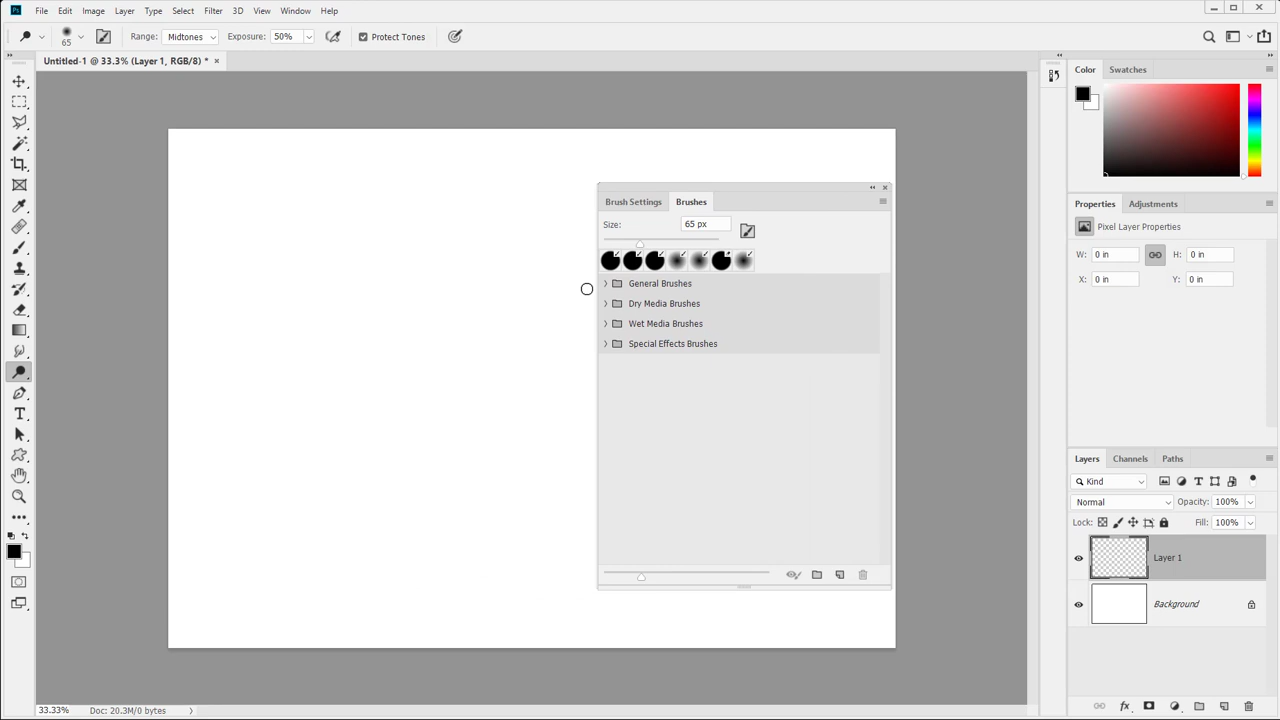 Ps File Edit Image Layer Type Select Filter 3D View Window Help
65 Range: Midtones Exposure: 50% Protect Tones
Untitled-1 @ 33.3% (Layer 1, RGB/8) *
Color Swatches
Brush Settings Brushes
Size: 65 px
General Brushes
Dry Media Brushes
Wet Media Brushes
Special Effects Brushes
Properties Adjustments
Pixel Layer Properties
W: 0 in H: 0 in
X: 0 in Y: 0 in
Layers Channels Paths
Kind
Normal Opacity: 100%
Lock: Fill: 100%
Layer 1
Background
33.33% Doc: 20.3M/0 bytes